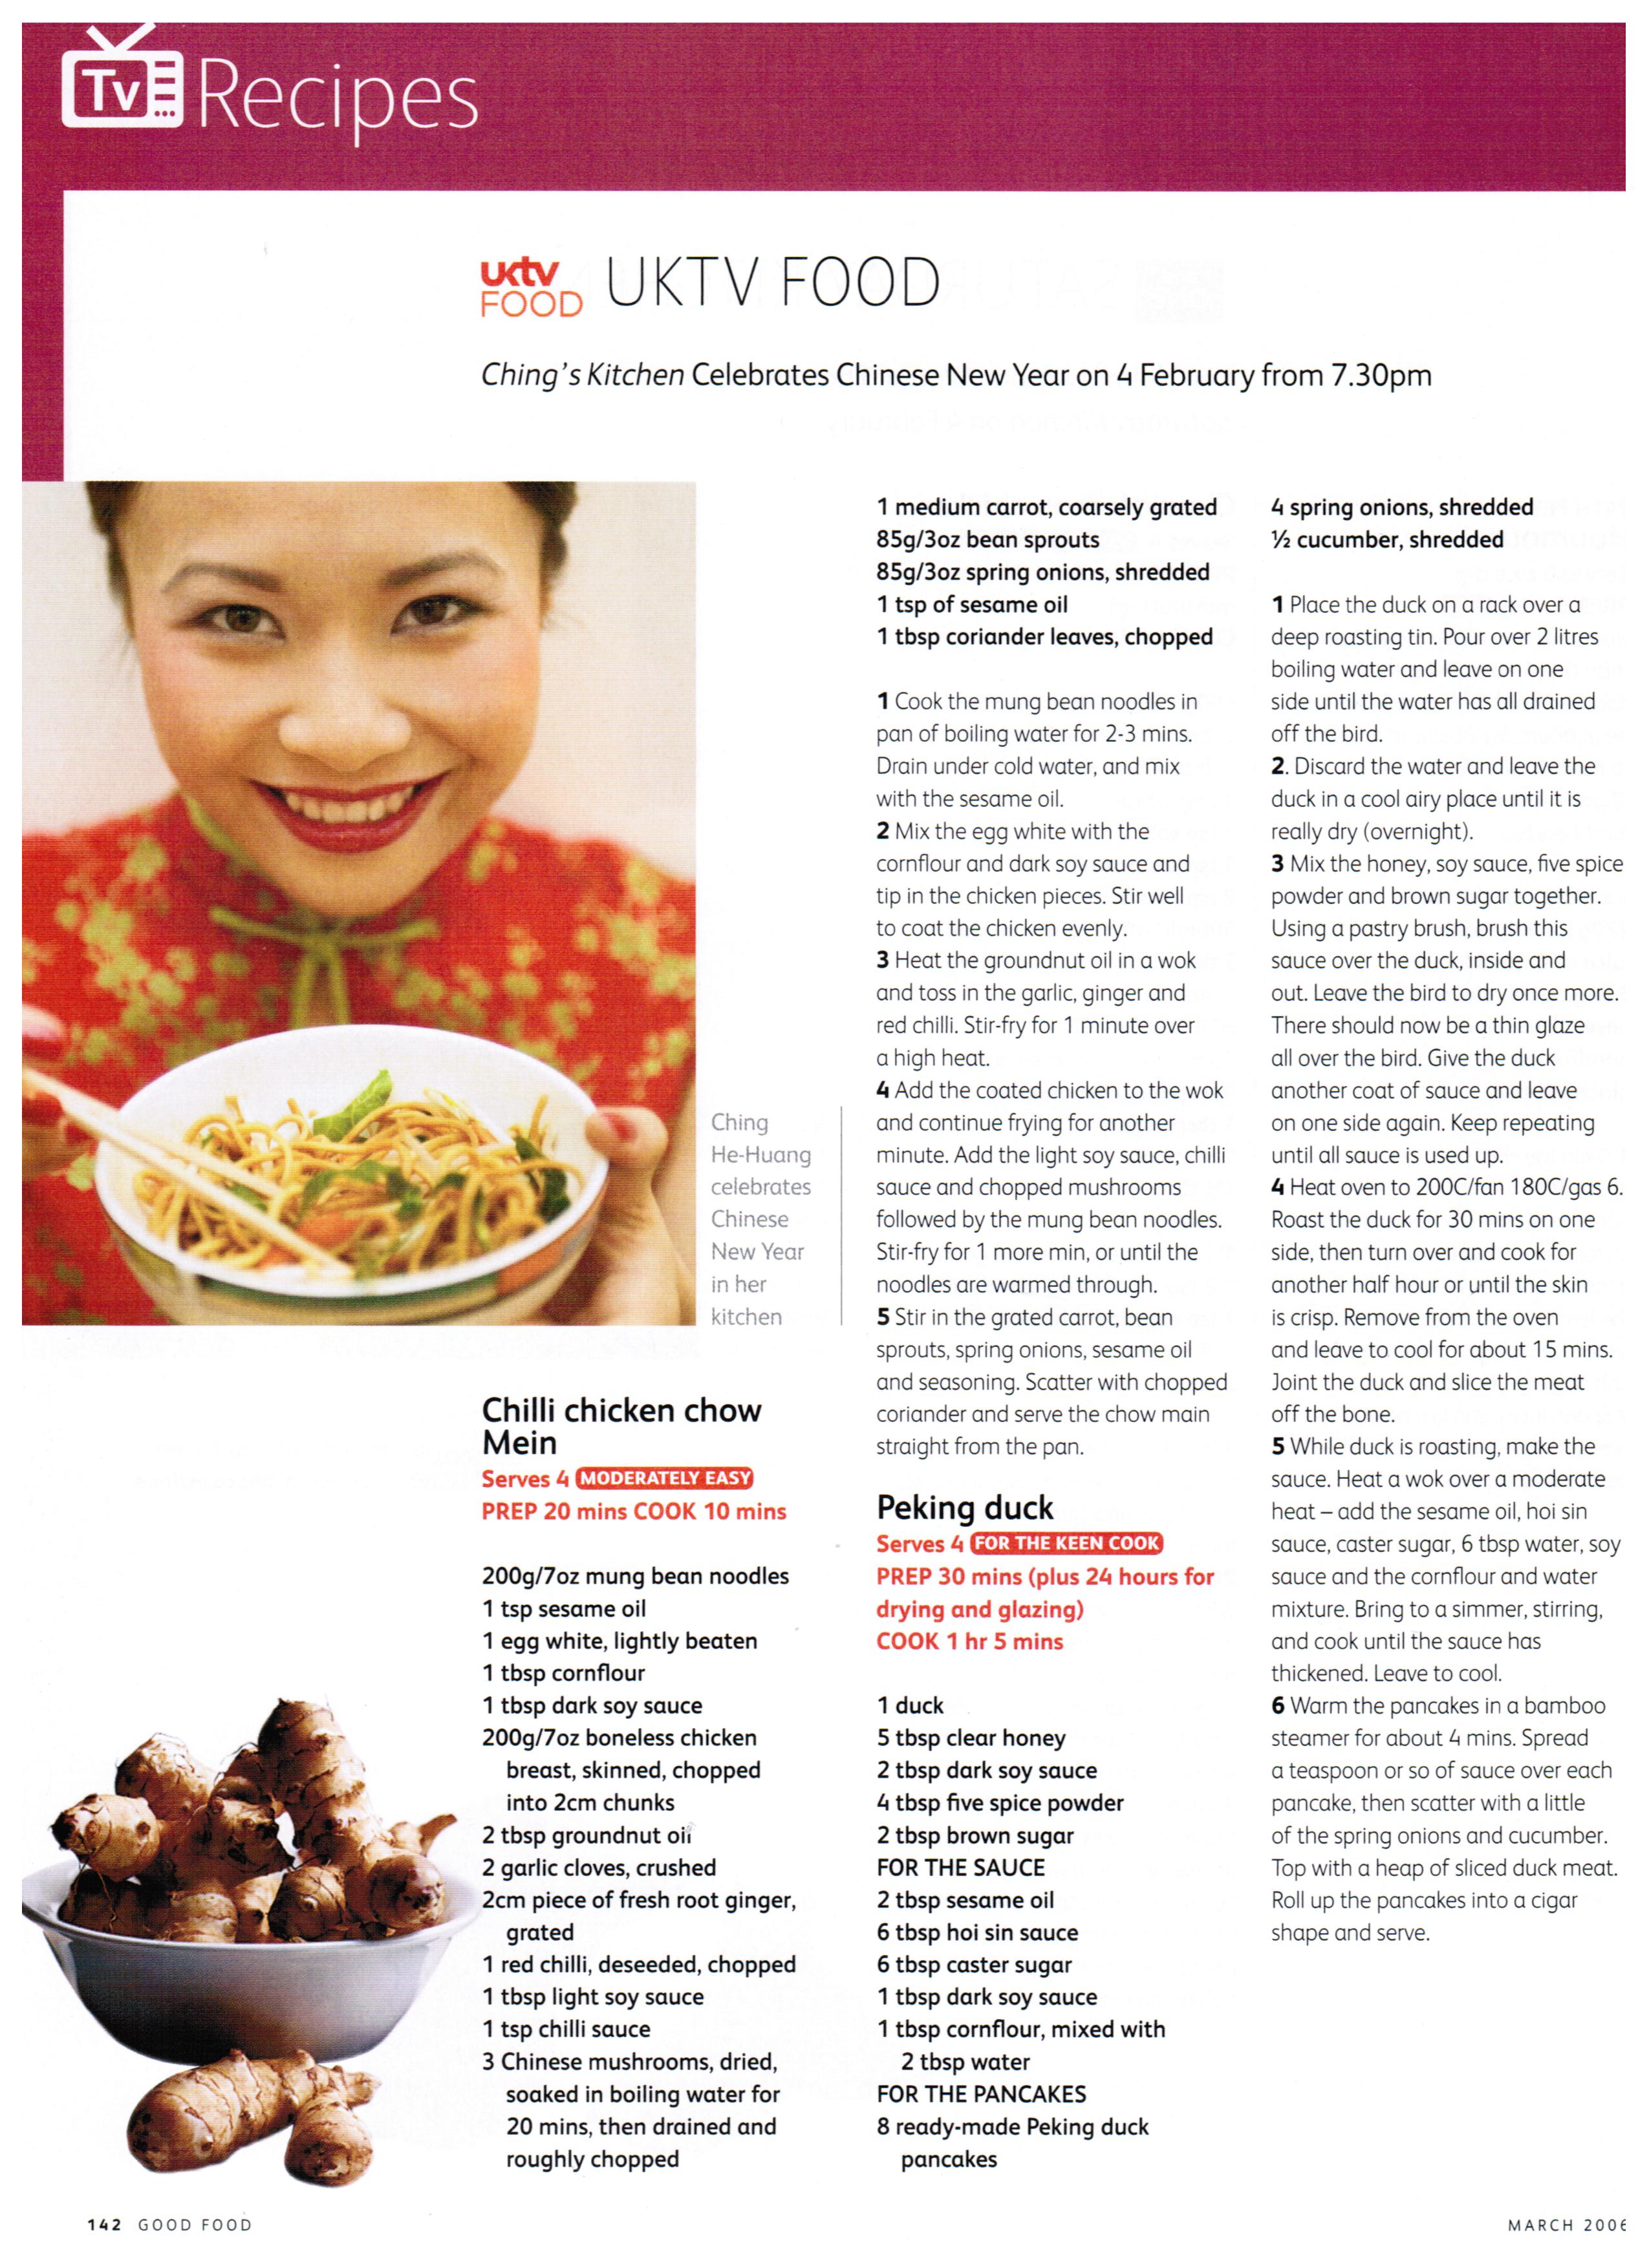 Tv Recipes
uktv
FOOD
UKTV FOOD
Ching's Kitchen Celebrates Chinese New Year on 4 February from 7.30pm
Ching
He-Huang
celebrates
Chinese
New Year
in her
kitchen
Chilli chicken chow
Mein
Serves 4 MODERATELY EASY
PREP 20 mins COOK 10 mins
200g/7oz mung bean noodles
1 tsp sesame oil
1 egg white, lightly beaten
1 tbsp cornflour
1 tbsp dark soy sauce
200g/7oz boneless chicken
breast, skinned, chopped
into 2cm chunks
2 tbsp groundnut oil
2 garlic cloves, crushed
2cm piece of fresh root ginger,
grated
1 red chilli, deseeded, chopped
1 tbsp light soy sauce
1 tsp chilli sauce
3 Chinese mushrooms, dried,
soaked in boiling water for
20 mins, then drained and
roughly chopped
1 medium carrot, coarsely grated
85g/3oz bean sprouts
85g/3oz spring onions, shredded
1 tsp of sesame oil
1 tbsp coriander leaves, chopped
1 Cook the mung bean noodles in
pan of boiling water for 2-3 mins.
Drain under cold water, and mix
with the sesame oil.
2 Mix the egg white with the
cornflour and dark soy sauce and
tip in the chicken pieces. Stir well
to coat the chicken evenly.
3 Heat the groundnut oil in a wok
and toss in the garlic, ginger and
red chilli. Stir-fry for 1 minute over
a high heat.
4 Add the coated chicken to the wok
and continue frying for another
minute. Add the light soy sauce, chilli
sauce and chopped mushrooms
followed by the mung bean noodles.
Stir-fry for 1 more min, or until the
noodles are warmed through.
5 Stir in the grated carrot, bean
sprouts, spring onions, sesame oil
and seasoning. Scatter with chopped
coriander and serve the chow main
straight from the pan.
Peking duck
Serves 4 FOR THE KEEN COOK
PREP 30 mins (plus 24 hours for
drying and glazing)
COOK 1 hr 5 mins
1 duck
5 tbsp clear honey
2 tbsp dark soy sauce
4 tbsp five spice powder
2 tbsp brown sugar
FOR THE SAUCE
2 tbsp sesame oil
6 tbsp hoi sin sauce
6 tbsp caster sugar
1 tbsp dark soy sauce
1 tbsp cornflour, mixed with
2 tbsp water
FOR THE PANCAKES
8 ready-made Peking duck
pancakes
4 spring onions, shredded
½ cucumber, shredded
1 Place the duck on a rack over a
deep roasting tin. Pour over 2 litres
boiling water and leave on one
side until the water has all drained
off the bird.
2. Discard the water and leave the
duck in a cool airy place until it is
really dry (overnight).
3 Mix the honey, soy sauce, five spice
powder and brown sugar together.
Using a pastry brush, brush this
sauce over the duck, inside and
out. Leave the bird to dry once more.
There should now be a thin glaze
all over the bird. Give the duck
another coat of sauce and leave
on one side again. Keep repeating
until all sauce is used up.
4 Heat oven to 200C/fan 180C/gas 6.
Roast the duck for 30 mins on one
side, then turn over and cook for
another half hour or until the skin
is crisp. Remove from the oven
and leave to cool for about 15 mins.
Joint the duck and slice the meat
off the bone.
5 While duck is roasting, make the
sauce. Heat a wok over a moderate
heat – add the sesame oil, hoi sin
sauce, caster sugar, 6 tbsp water, soy
sauce and the cornflour and water
mixture. Bring to a simmer, stirring,
and cook until the sauce has
thickened. Leave to cool.
6 Warm the pancakes in a bamboo
steamer for about 4 mins. Spread
a teaspoon or so of sauce over each
pancake, then scatter with a little
of the spring onions and cucumber.
Top with a heap of sliced duck meat.
Roll up the pancakes into a cigar
shape and serve.
142 GOOD FOOD
MARCH 2006